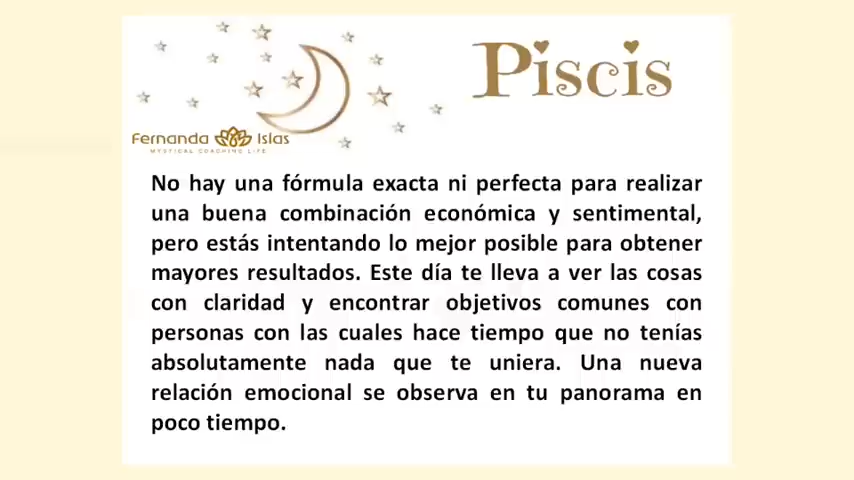 Piscis
Fernanda Islas
MYSTICAL COACHING LIFE
No hay una fórmula exacta ni perfecta para realizar
una buena combinación económica y sentimental,
pero estás intentando lo mejor posible para obtener
mayores resultados. Este día te lleva a ver las cosas
con claridad y encontrar objetivos comunes con
personas con las cuales hace tiempo que no tenías
absolutamente nada que te uniera. Una nueva
relación emocional se observa en tu panorama en
poco tiempo.